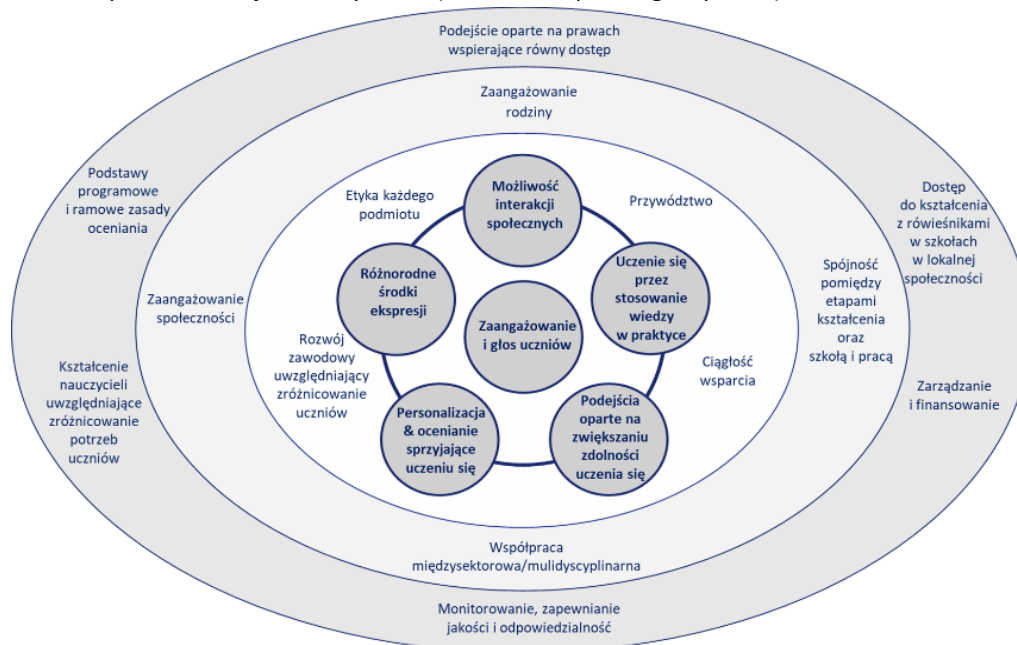 Podejście oparte na prawach
wspierające równy dostęp
Zaangażowanie
rodziny
Podstawy
programowe
i ramowe zasady
oceniania
Etyka każdego
podmiotu
Możliwość
interakcji
społecznych
Przywództwo
Dostęp
do kształcenia
z rówieśnikami
w szkołach
w lokalnej
społeczności
Różnorodne
środki
ekspresji
Uczenie się
przez
stosowanie
wiedzy
w praktyce
Zaangażowanie
społeczności
Zaangażowanie
i głos uczniów
Spójność
pomiędzy
etapami
kształcenia
oraz
szkołą i pracą
Rozwój
zawodowy
uwzględniający
zróżnicowanie
uczniów
Ciągłość
wsparcia
Kształcenie
nauczycieli
uwzględniające
zróżnicowanie
potrzeb
uczniów
Zarządzanie
i finansowanie
Personalizacja
& ocenianie
sprzyjające
uczeniu się
Podejścia
oparte na
zwiększaniu
zdolności
uczenia się
Współpraca
międzysektorowa/mulidyscyplinarna
Monitorowanie, zapewnianie
jakości i odpowiedzialność